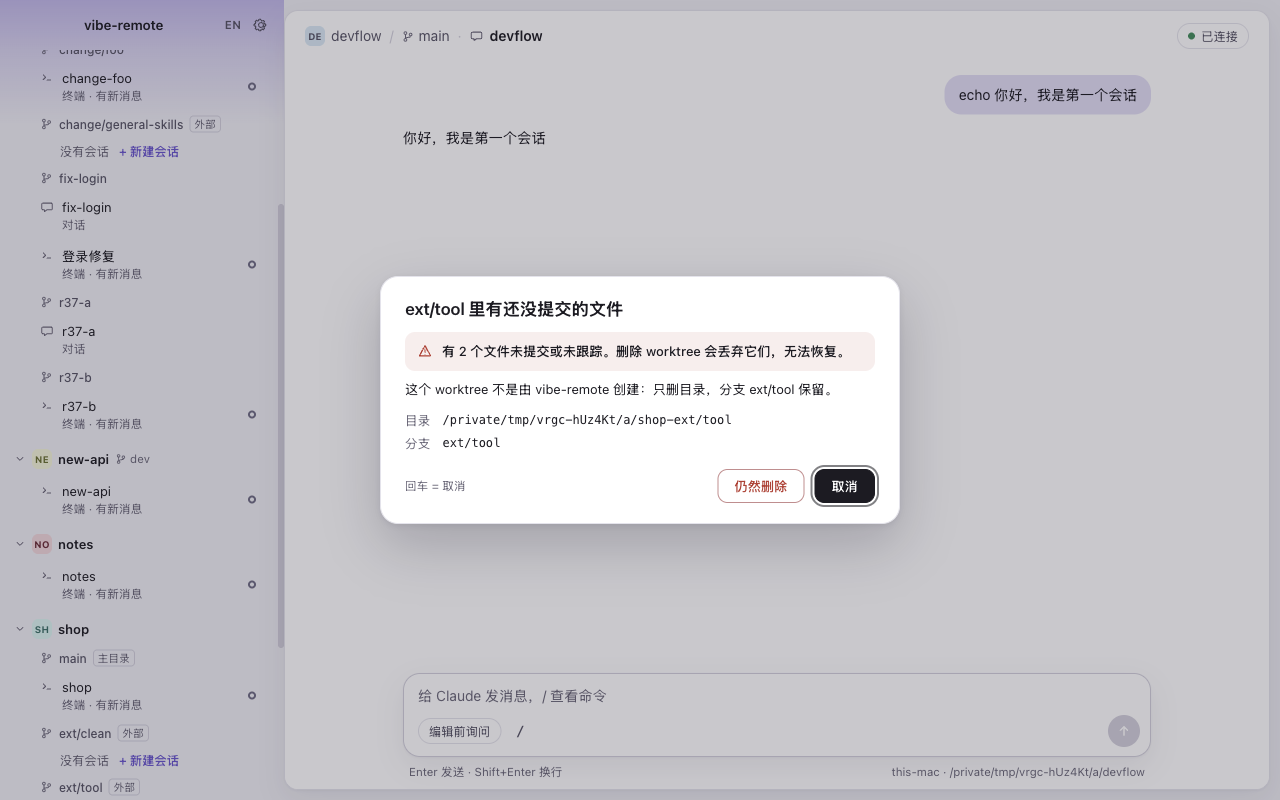 vibe-remote
EN
change/foo
change-foo
终端 · 有新消息
change/general-skills 外部
没有会话 + 新建会话
fix-login
fix-login
对话
登录修复
终端 · 有新消息
r37-a
r37-a
对话
r37-b
r37-b
终端 · 有新消息
NE new-api dev
new-api
终端 · 有新消息
NO notes
notes
终端 · 有新消息
SH shop
main 主目录
shop
终端 · 有新消息
ext/clean 外部
没有会话 + 新建会话
ext/tool 外部
DE devflow / main · devflow
已连接
echo 你好，我是第一个会话
你好，我是第一个会话
ext/tool 里有还没提交的文件
有 2 个文件未提交或未跟踪。删除 worktree 会丢弃它们，无法恢复。
这个 worktree 不是由 vibe-remote 创建：只删目录，分支 ext/tool 保留。
目录 /private/tmp/vrgc-hUz4Kt/a/shop-ext/tool
分支 ext/tool
回车 = 取消
仍然删除
取消
给 Claude 发消息，/ 查看命令
编辑前询问 /
Enter 发送 · Shift+Enter 换行
this-mac · /private/tmp/vrgc-hUz4Kt/a/devflow